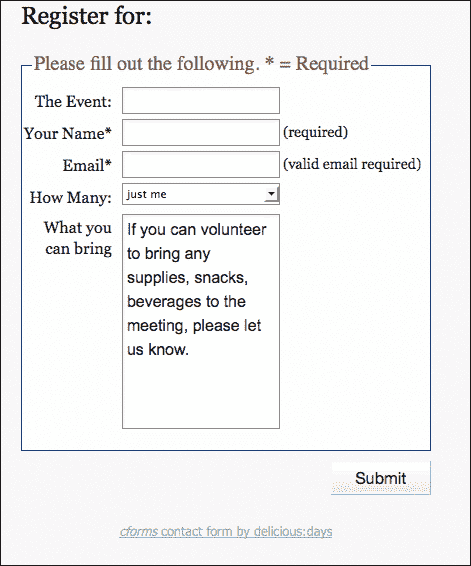 Register for:
Please fill out the following. * = Required
The Event:
Your Name* (required)
Email* (valid email required)
How Many: just me
What you
can bring
If you can volunteer
to bring any
supplies, snacks,
beverages to the
meeting, please let
us know.
Submit
cforms contact form by delicious:days